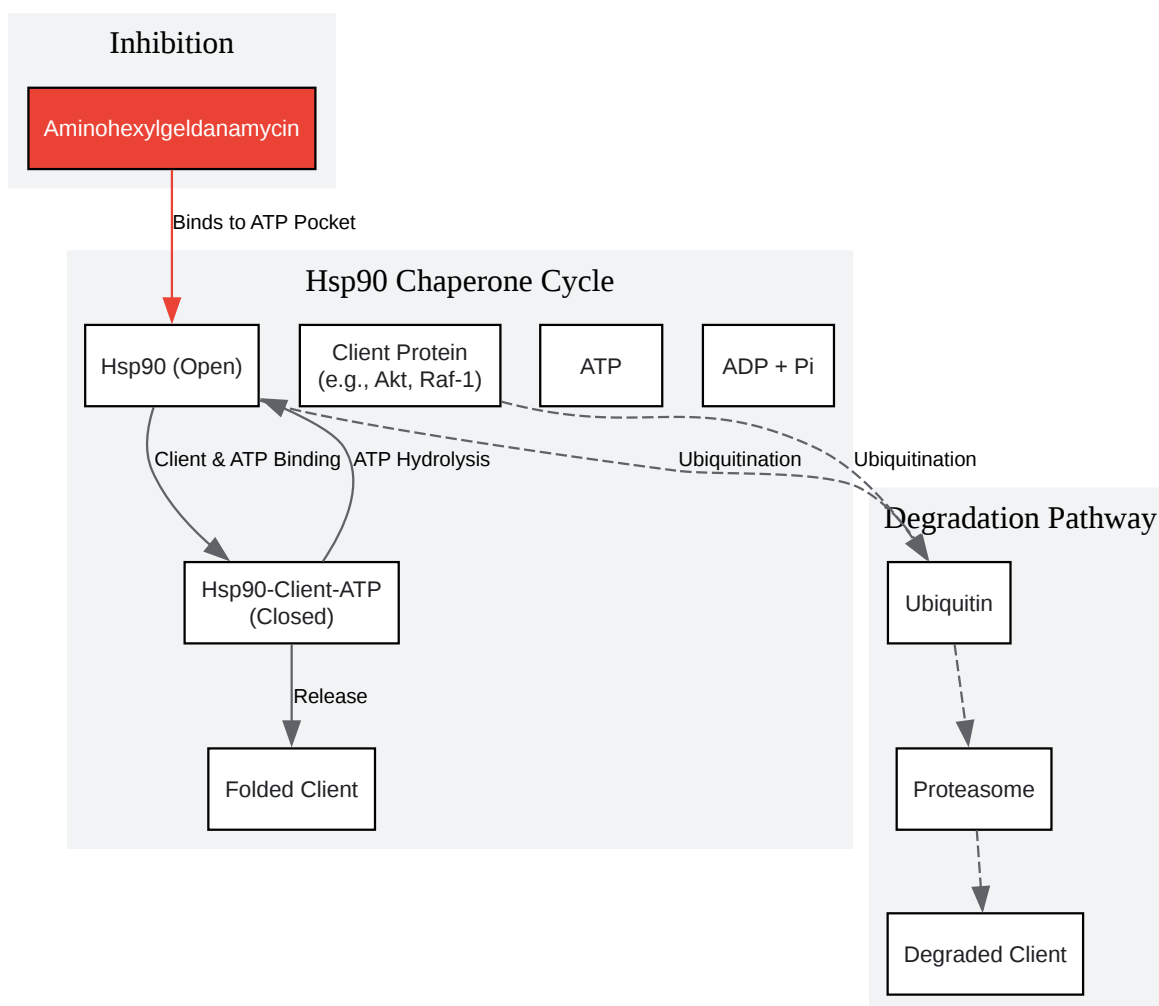 Inhibition
Aminohexylgeldanamycin
Binds to ATP Pocket
Hsp90 Chaperone Cycle
Hsp90 (Open)
Client Protein
(e.g., Akt, Raf-1)
ATP
ADP + Pi
Client & ATP Binding
ATP Hydrolysis
Ubiquitination
Ubiquitination
Degradation Pathway
Hsp90-Client-ATP
(Closed)
Ubiquitin
Release
Folded Client
Proteasome
Degraded Client